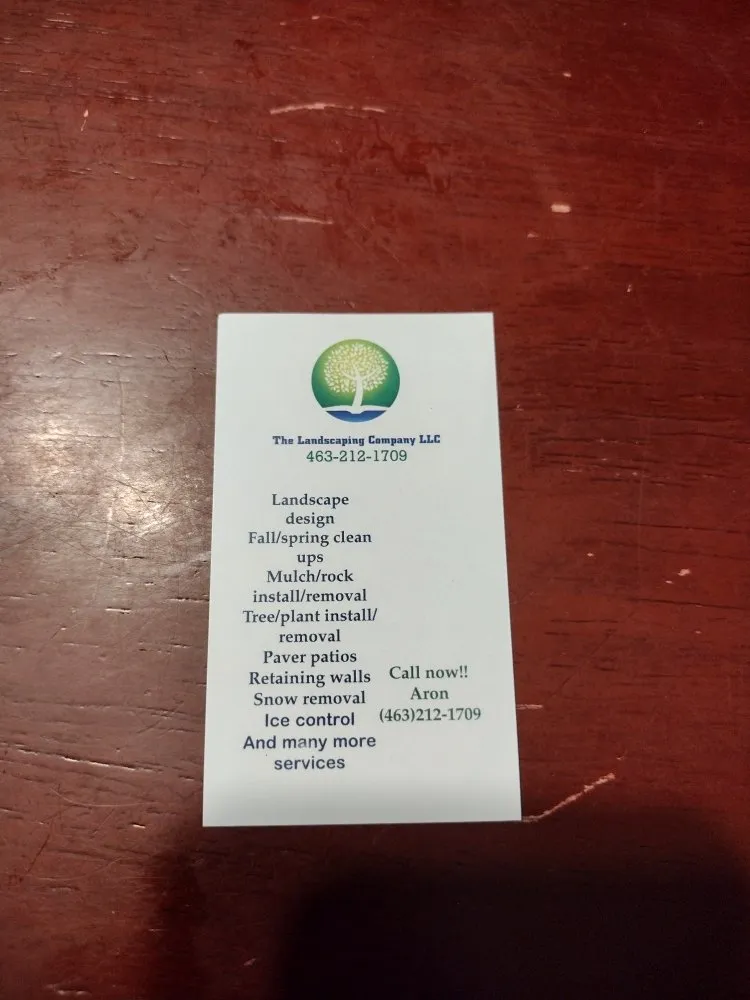 The Landscaping Company LLC
463-212-1709
Landscape
design
Fall/spring clean
ups
Mulch/rock
install/removal
Tree/plant install/
removal
Paver patios
Retaining walls
Snow removal
Ice control
And many more
services
Call now!!
Aron
(463)212-1709